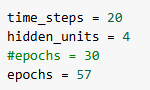 time_steps = 20
hidden_units = 4
#epochs = 30
epochs = 57